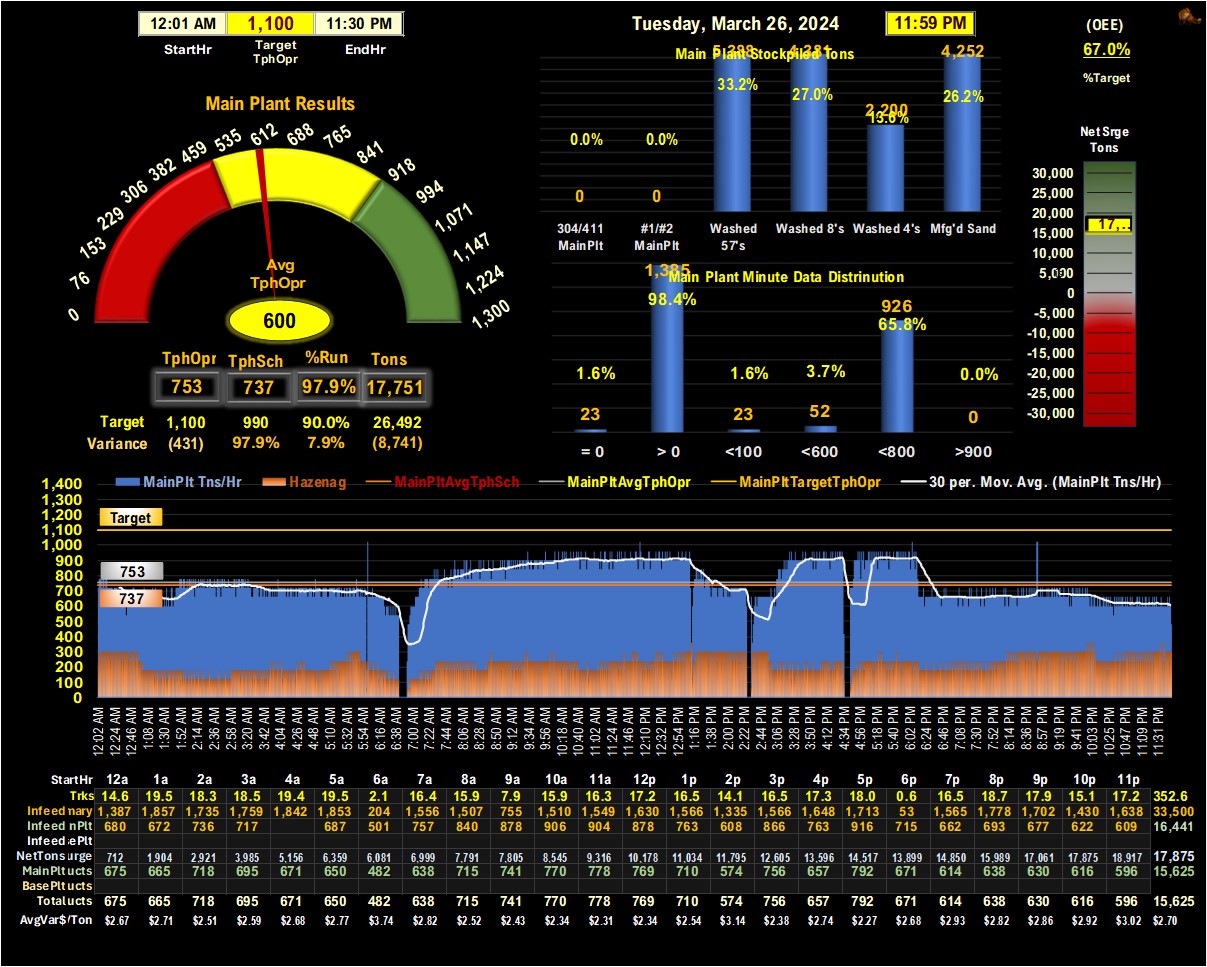 12:01 AM 1,100 11:30 PM
StartHr Target TphOpr EndHr
Tuesday, March 26, 2024 11:59 PM
(OEE)
67.0%
%Target
Main Plant Results
0 76 153 229 306 382 459 535 612 688 765 841 918 994 1,071 1,147 1,224 1,300
Avg
TphOpr
600
TphOpr TphSch %Run Tons
753 737 97.9% 17,751
Target 1,100 990 90.0% 26,492
Variance (431) 97.9% 7.9% (8,741)
Main Plant Stockpiled Tons
4,252
33.2% 27.0% 26.2%
2,200
0.0% 0.0%
0 0
304/411 MainPlt #1/#2 MainPlt Washed 57's Washed 8's Washed 4's Mfg'd Sand
Main Plant Minute Data Distrinution
1,385
98.4%
926
65.8%
1.6% 1.6% 3.7% 0.0%
23 23 52 0
= 0 > 0 <100 <600 <800 >900
NetSrge
Tons
30,000
25,000
20,000
17,...
15,000
10,000
5,000
0
-5,000
-10,000
-15,000
-20,000
-25,000
-30,000
MainPlt Tns/Hr Hazenag MainPltAvgTphSch MainPltAvgTphOpr MainPltTargetTphOpr 30 per. Mov. Avg. (MainPlt Tns/Hr)
1,400
1,300
1,200
1,100
1,000
900
800
700
600
500
400
300
200
100
0
Target
753
737
12:02 AM 12:24 AM 12:46 AM 1:08 AM 1:30 AM 1:52 AM 2:14 AM 2:36 AM 2:58 AM 3:20 AM 3:42 AM 4:04 AM 4:26 AM 4:48 AM 5:10 AM 5:32 AM 5:54 AM 6:16 AM 6:38 AM 7:00 AM 7:22 AM 7:44 AM 8:06 AM 8:28 AM 8:50 AM 9:12 AM 9:34 AM 9:56 AM 10:18 AM 10:40 AM 11:02 AM 11:24 AM 11:46 AM 12:10 PM 12:32 PM 12:54 PM 1:16 PM 1:38 PM 2:00 PM 2:22 PM 2:44 PM 3:06 PM 3:28 PM 3:50 PM 4:12 PM 4:34 PM 4:56 PM 5:18 PM 5:40 PM 6:02 PM 6:24 PM 6:46 PM 7:08 PM 7:30 PM 7:52 PM 8:14 PM 8:35 PM 8:57 PM 9:19 PM 9:41 PM 10:03 PM 10:25 PM 10:47 PM 11:09 PM 11:31 PM
StartHr 12a 1a 2a 3a 4a 5a 6a 7a 8a 9a 10a 11a 12p 1p 2p 3p 4p 5p 6p 7p 8p 9p 10p 11p
Trks 14.6 19.5 18.3 18.5 19.4 19.5 2.1 16.4 15.9 7.9 15.9 16.3 17.2 16.5 14.1 16.5 17.3 18.0 0.6 16.5 18.7 17.9 15.1 17.2 352.6
Infeed nary 1,387 1,857 1,735 1,759 1,842 1,853 204 1,556 1,507 755 1,510 1,549 1,630 1,566 1,335 1,566 1,648 1,713 53 1,565 1,778 1,702 1,430 1,638 33,500
Infeed nPlt 680 672 736 717 687 501 757 840 878 906 904 878 763 608 866 763 916 715 662 693 677 622 609 16,441
Infeed ePlt
NetTons urge 712 1,904 2,921 3,985 5,156 6,359 6,081 6,999 7,791 7,805 8,545 9,316 10,178 11,034 11,795 12,605 13,596 14,517 13,899 14,850 15,989 17,061 17,875 18,917 17,875
MainPlt ucts 675 665 718 695 671 650 482 638 715 741 770 778 769 710 574 756 657 792 671 614 638 630 616 596 15,625
BasePlt ucts
Total ucts 675 665 718 695 671 650 482 638 715 741 770 778 769 710 574 756 657 792 671 614 638 630 616 596 15,625
AvgVar$/Ton $2.67 $2.71 $2.51 $2.59 $2.68 $2.77 $3.74 $2.82 $2.52 $2.43 $2.34 $2.31 $2.34 $2.54 $3.14 $2.38 $2.74 $2.27 $2.68 $2.93 $2.82 $2.86 $2.92 $3.02 $2.70